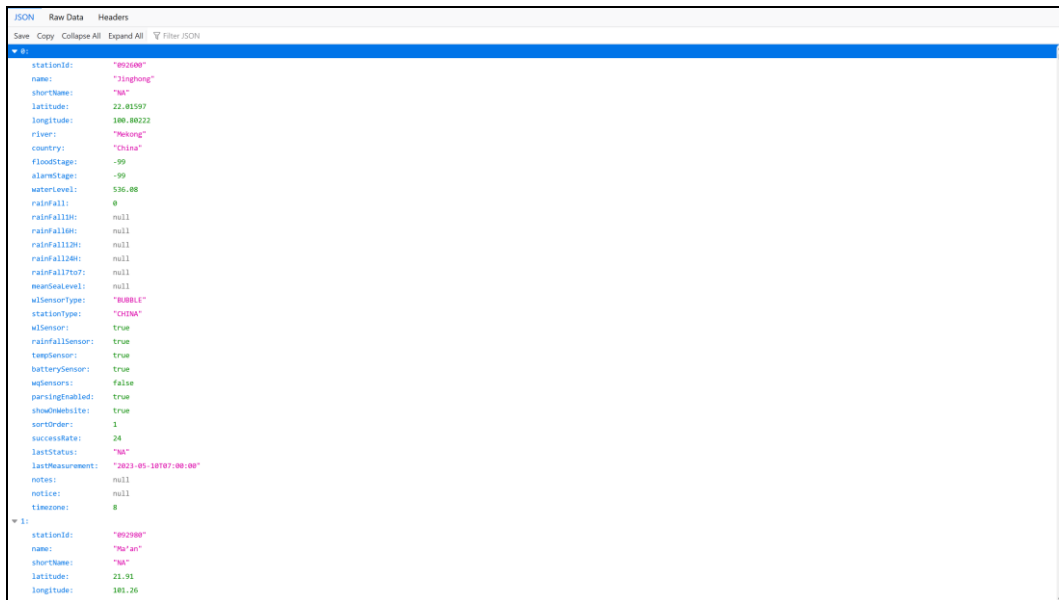 JSON Raw Data Headers
Save Copy Collapse All Expand All Filter JSON
0:
stationId: "092600"
name: "Jinghong"
shortName: "NA"
latitude: 22.01597
longitude: 100.80222
river: "Mekong"
country: "China"
floodStage: -99
alarmStage: -99
waterLevel: 536.08
rainFall: 0
rainFall1H: null
rainFall6H: null
rainFall12H: null
rainFall24H: null
rainFall7to7: null
meanSeaLevel: null
wlSensorType: "BUBBLE"
stationType: "CHINA"
wlSensor: true
rainfallSensor: true
tempSensor: true
batterySensor: true
wqSensors: false
parsingEnabled: true
showOnWebsite: true
sortOrder: 1
successRate: 24
lastStatus: "NA"
lastMeasurement: "2023-05-10T07:00:00"
notes: null
notice: null
timezone: 8
1:
stationId: "092980"
name: "Ma'an"
shortName: "NA"
latitude: 21.91
longitude: 101.26